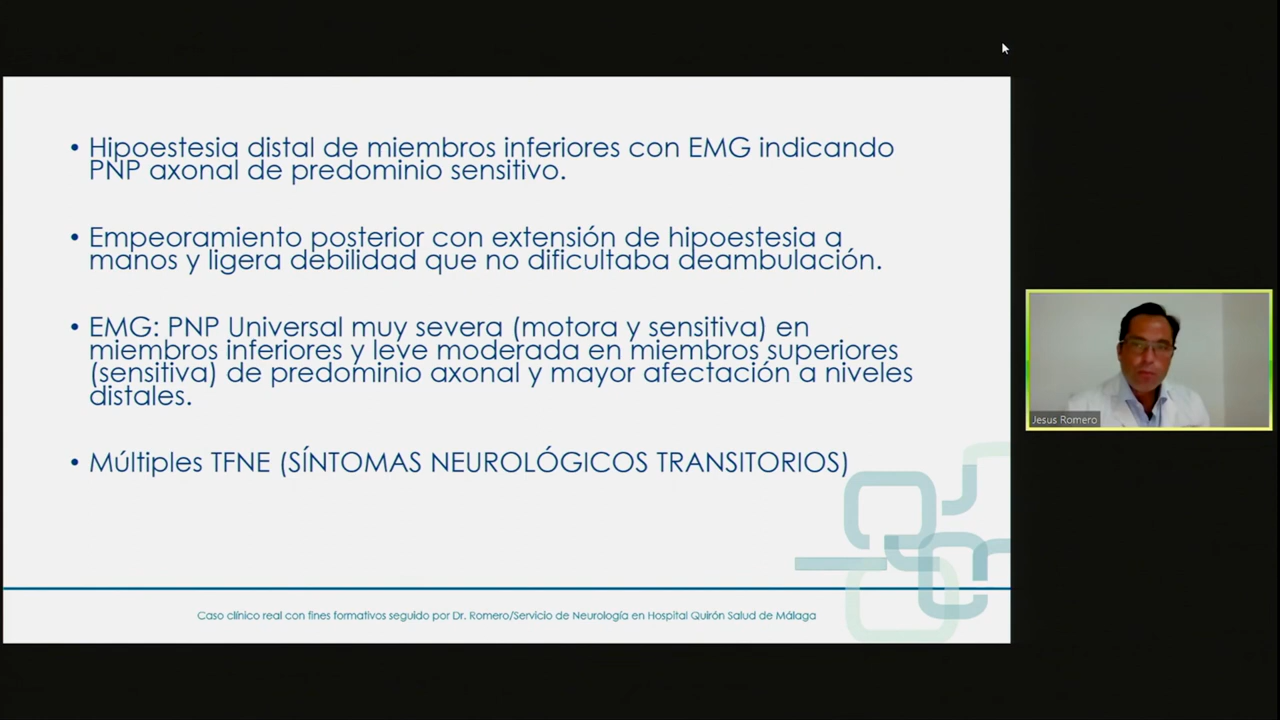 • Hipoestesia distal de miembros inferiores con EMG indicando
PNP axonal de predominio sensitivo.
• Empeoramiento posterior con extensión de hipoestesia a
manos y ligera debilidad que no dificultaba deambulación.
• EMG: PNP Universal muy severa (motora y sensitiva) en
miembros inferiores y leve moderada en miembros superiores
(sensitiva) de predominio axonal y mayor afectación a niveles
distales.
• Múltiples TFNE (SÍNTOMAS NEUROLÓGICOS TRANSITORIOS)
Caso clínico real con fines formativos seguido por Dr. Romero/Servicio de Neurología en Hospital Quirón Salud de Málaga
Jesus Romero